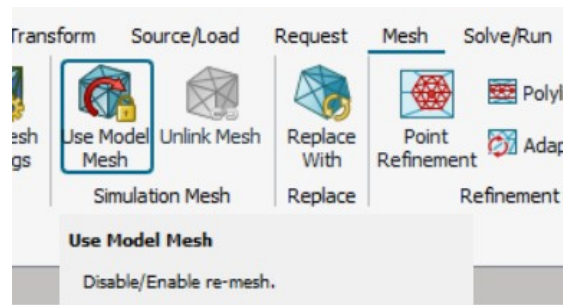 Transform Source/Load Request Mesh Solve/Run
Use Model Mesh
Unlink Mesh
Replace With
Point Refinement
Simulation Mesh
Replace
Refinement
Use Model Mesh
Disable/Enable re-mesh.